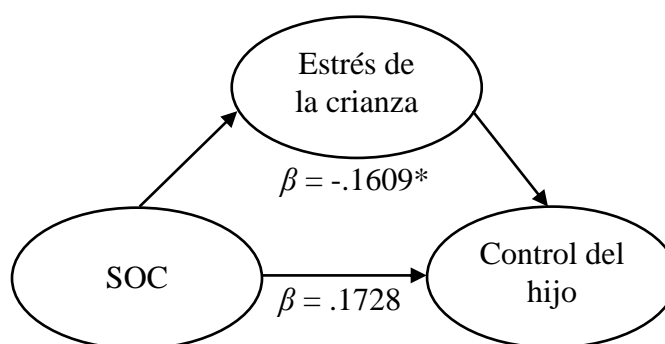 Estrés de
la crianza
β = -.1609*
SOC
Control del
hijo
β = .1728